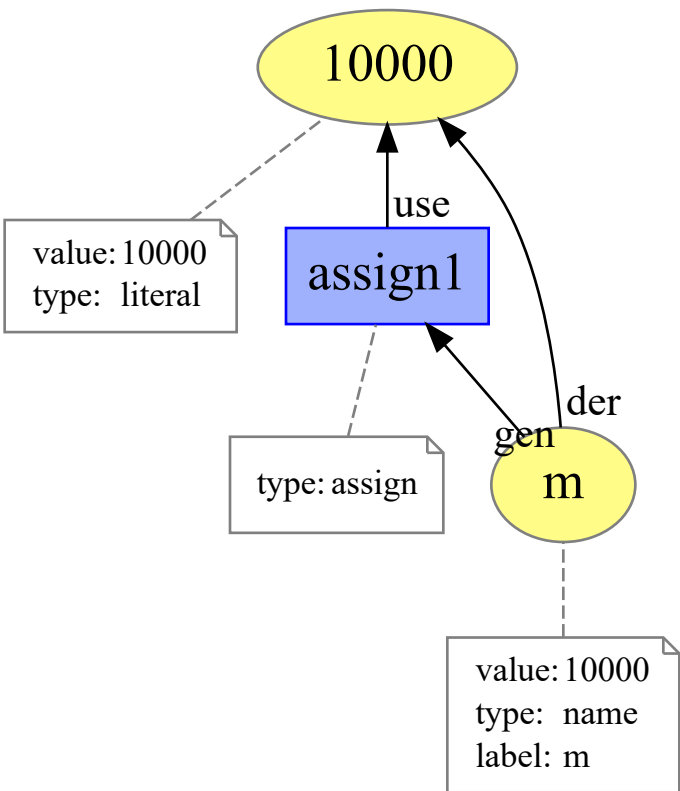 10000
use
value: 10000
type: literal
assign1
der
gen
type: assign
m
value: 10000
type: name
label: m